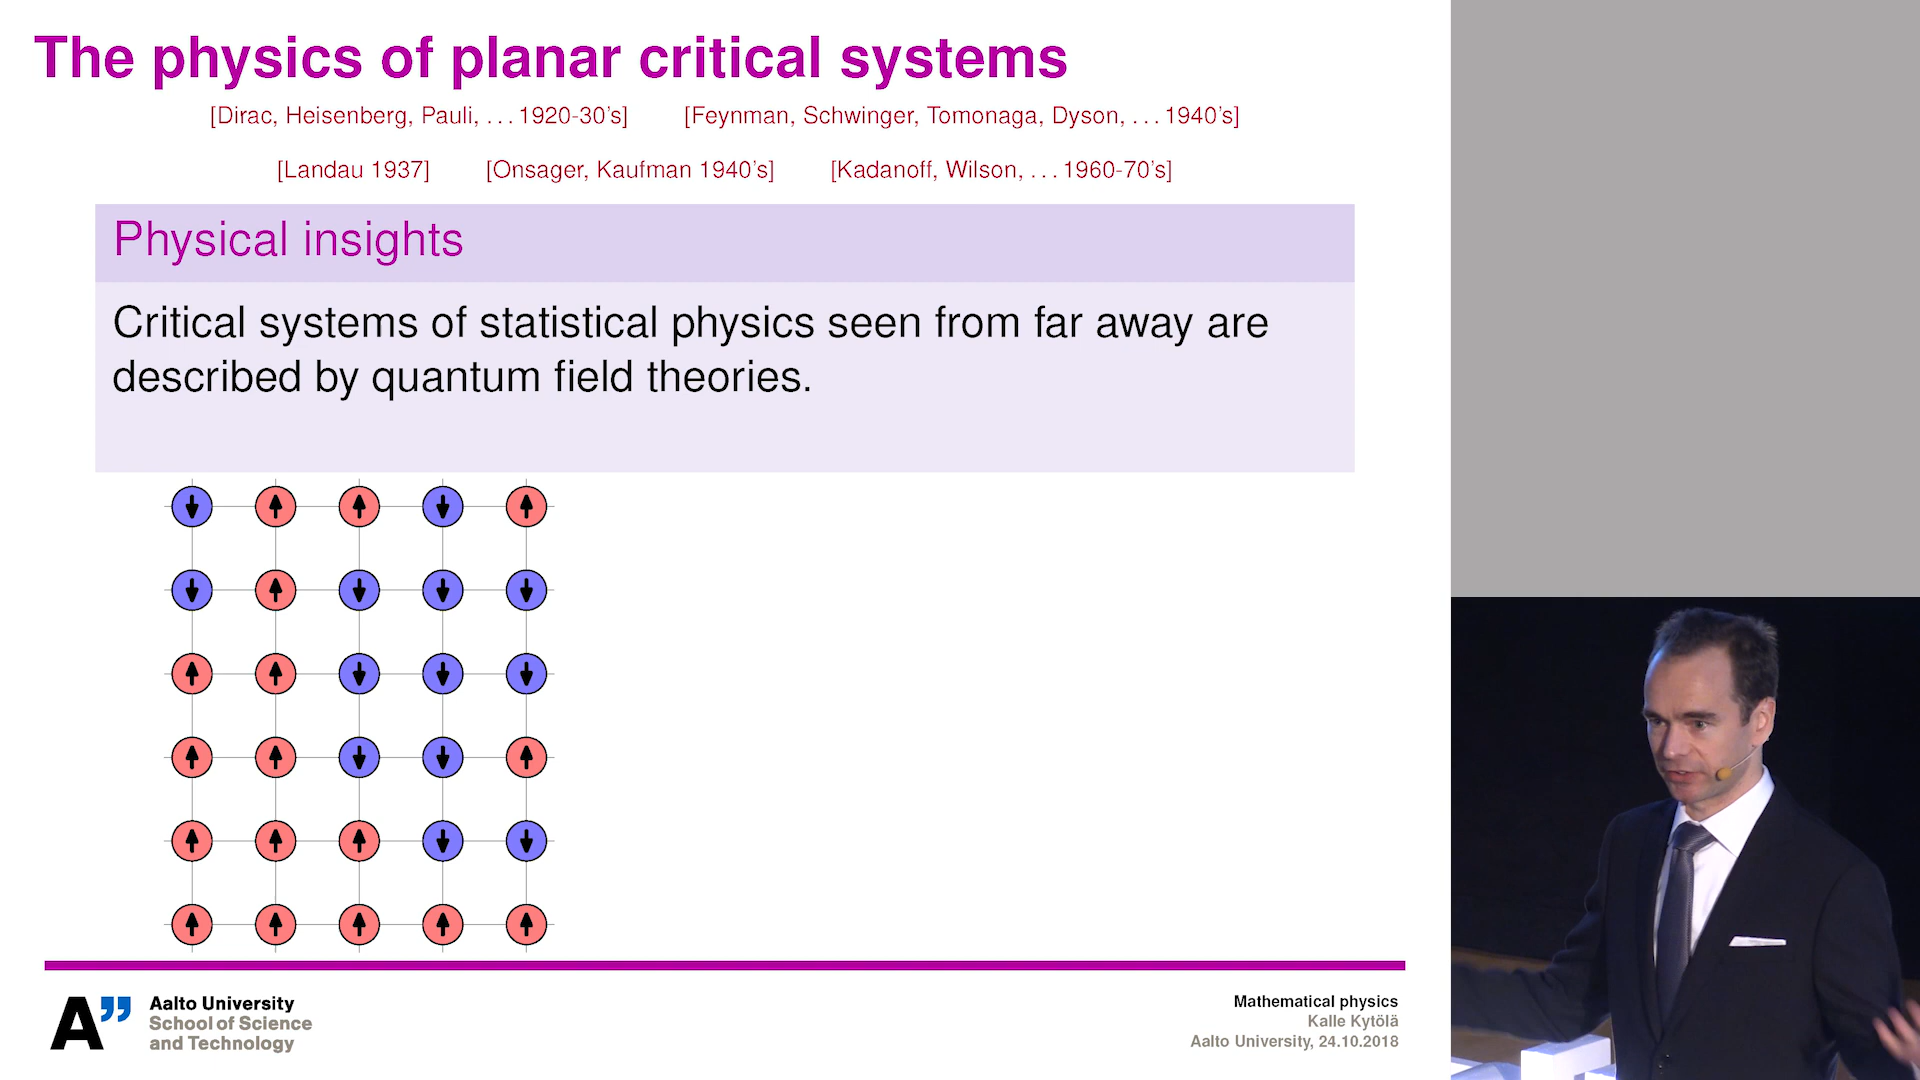 The physics of planar critical systems
[Dirac, Heisenberg, Pauli, ... 1920-30's] [Feynman, Schwinger, Tomonaga, Dyson, ... 1940's]
[Landau 1937] [Onsager, Kaufman 1940's] [Kadanoff, Wilson, ... 1960-70's]
Physical insights
Critical systems of statistical physics seen from far away are
described by quantum field theories.
A”
Aalto University
School of Science
and Technology
Mathematical physics
Kalle Kytölä
Aalto University, 24.10.2018